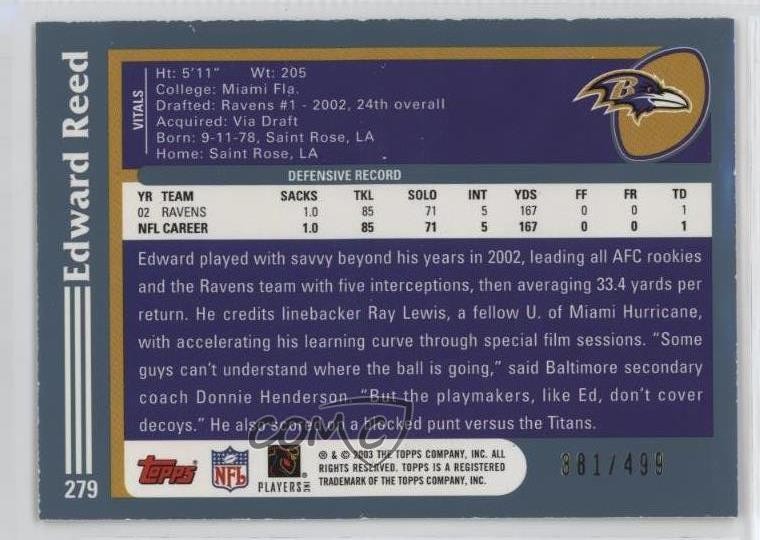 Edward Reed
279
VITALS
Ht: 5'11" Wt: 205
College: Miami Fla.
Drafted: Ravens #1 - 2002, 24th overall
Acquired: Via Draft
Born: 9-11-78, Saint Rose, LA
Home: Saint Rose, LA
B
DEFENSIVE RECORD
YR TEAM SACKS TKL SOLO INT YDS FF FR TD
02 RAVENS 1.0 85 71 5 167 0 0 1
NFL CAREER 1.0 85 71 5 167 0 0 1
Edward played with savvy beyond his years in 2002, leading all AFC rookies
and the Ravens team with five interceptions, then averaging 33.4 yards per
return. He credits linebacker Ray Lewis, a fellow U. of Miami Hurricane,
with accelerating his learning curve through special film sessions. "Some
guys can't understand where the ball is going," said Baltimore secondary
coach Donnie Henderson. "But the playmakers, like Ed, don't cover
decoys." He also scored on a blocked punt versus the Titans.
COMC
Topps
NFL
PLAYERS INC
® & © 2003 THE TOPPS COMPANY, INC. ALL
RIGHTS RESERVED. TOPPS IS A REGISTERED
TRADEMARK OF THE TOPPS COMPANY, INC.
381/499